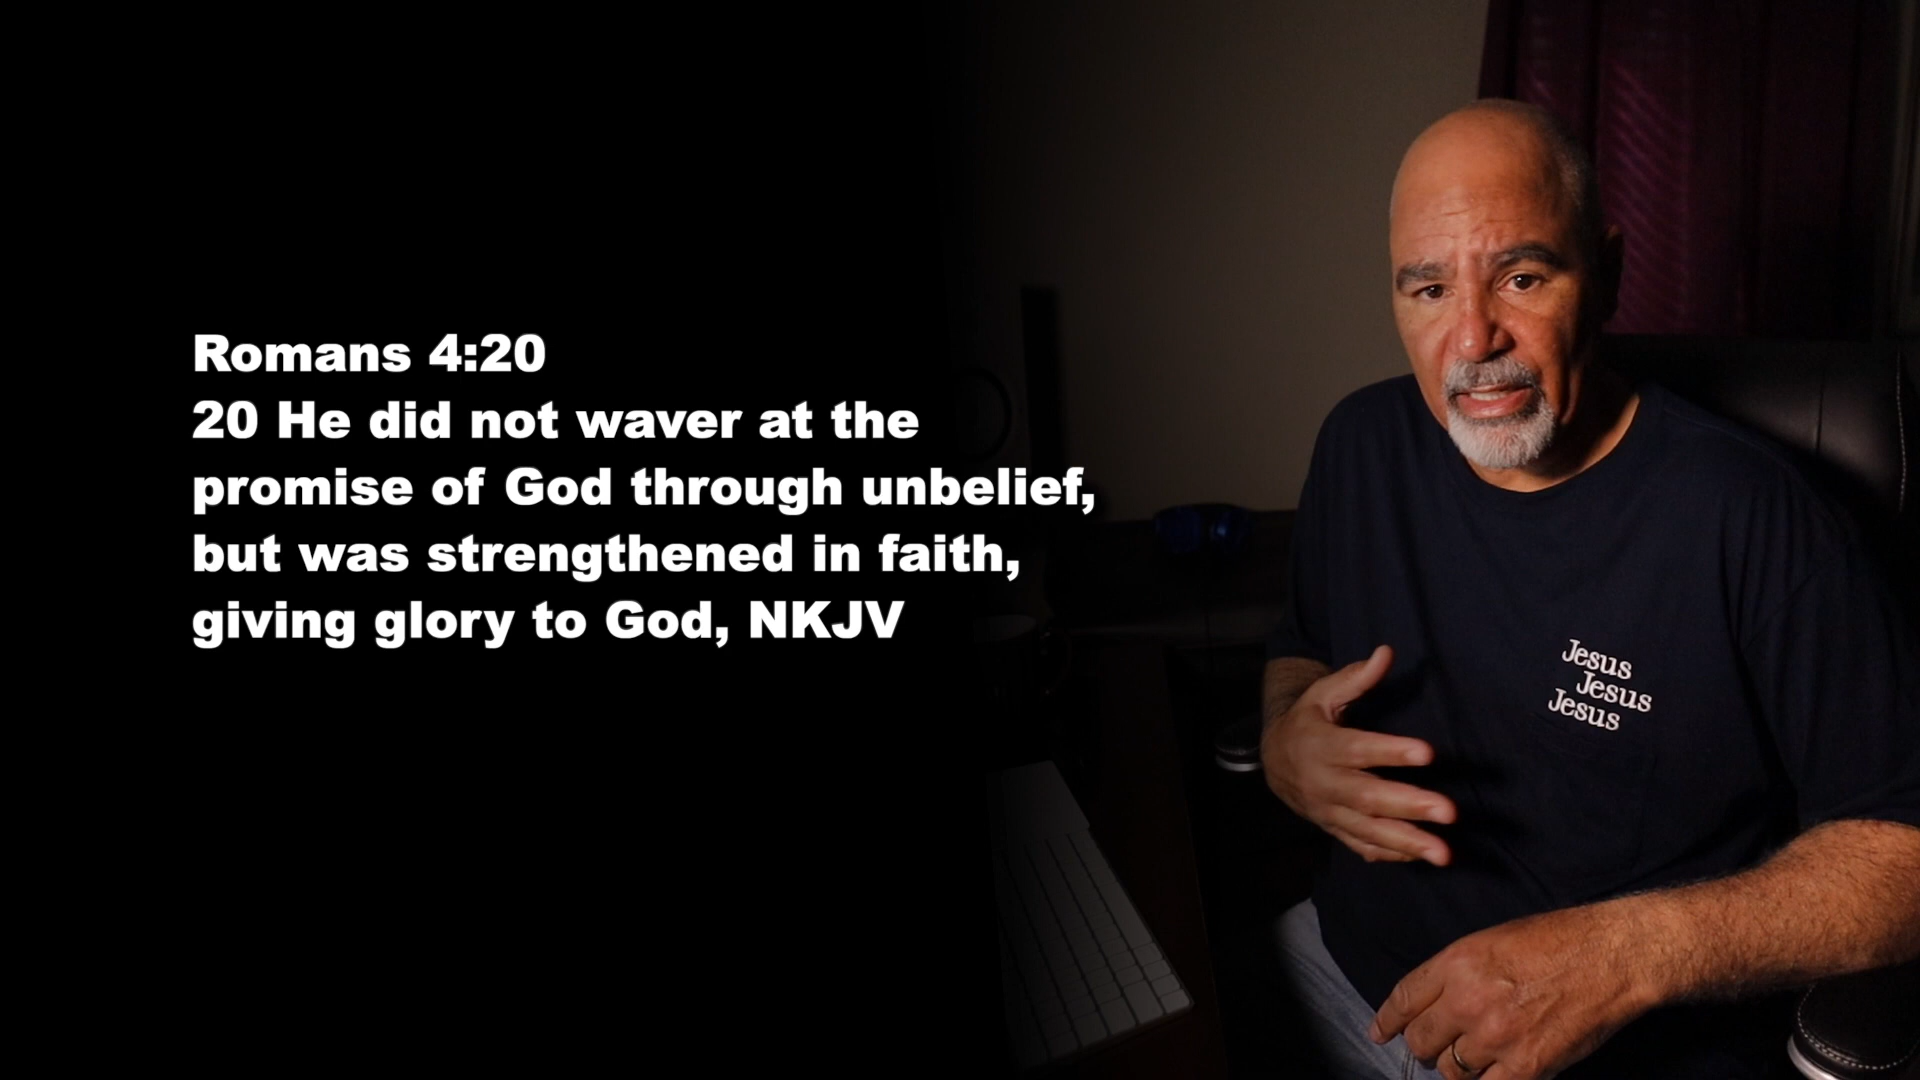 Romans 4:20
20 He did not waver at the
promise of God through unbelief,
but was strengthened in faith,
giving glory to God, NKJV
Jesus
Jesus
Jesus